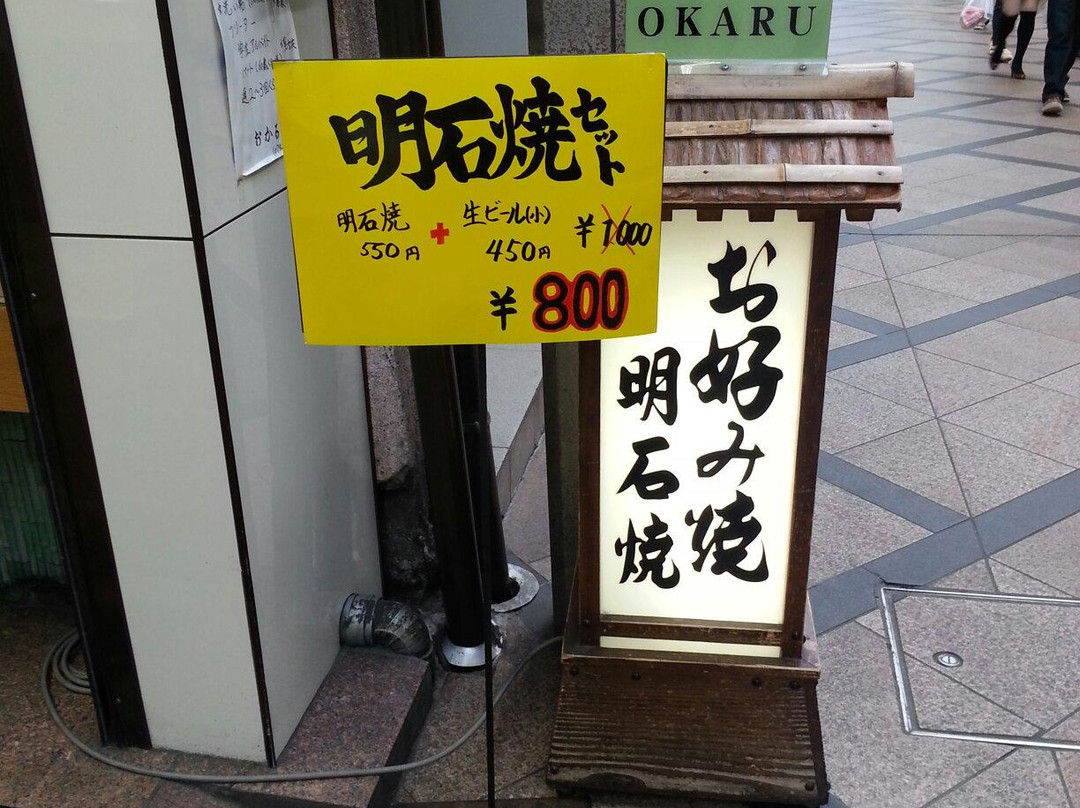 OKARU
明石焼セット
明石焼 + 生ビール(小) ¥1000
550円 450円
¥800
お好み焼
明石焼